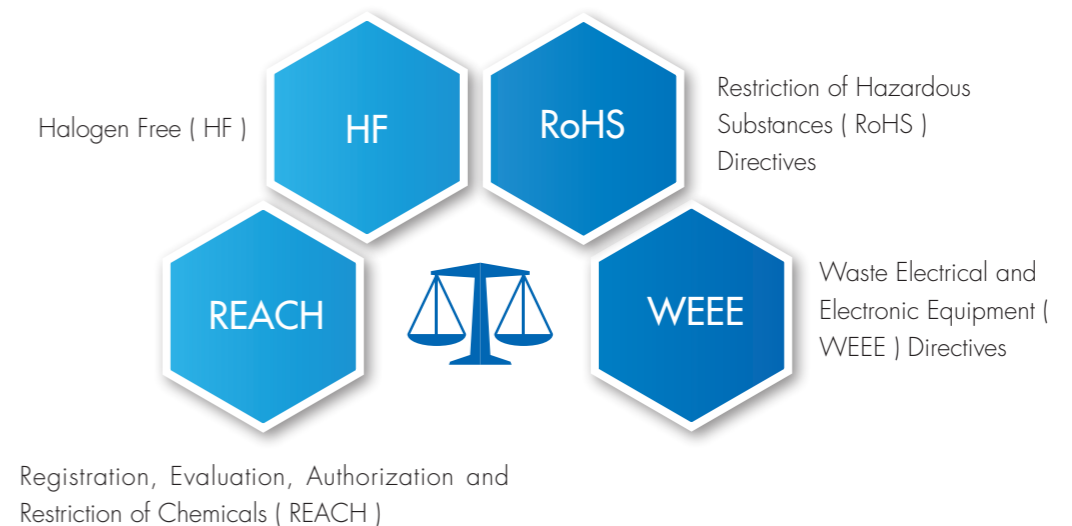 Halogen Free ( HF )
HF
RoHS
Restriction of Hazardous
Substances ( RoHS )
Directives
REACH
WEEE
Waste Electrical and
Electronic Equipment (
WEEE ) Directives
Registration, Evaluation, Authorization and
Restriction of Chemicals ( REACH )